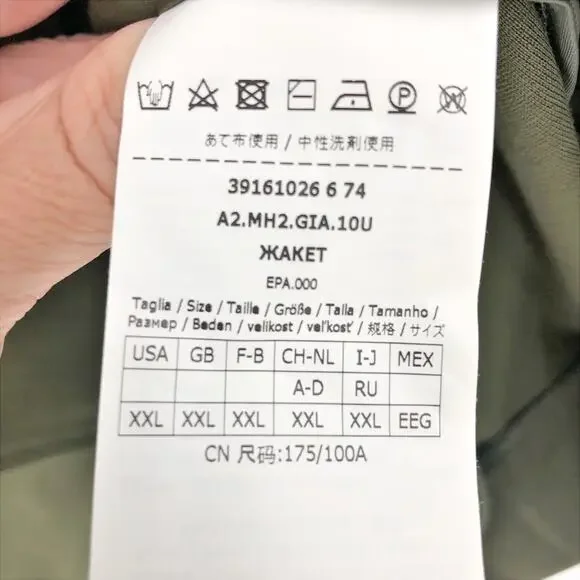 あて布使用 / 中性洗剤使用
39161026 6 74
A2.MH2.GIA.10U
ЖАКЕТ
EPA.000
Taglia / Size / Taille / Größe / Talla / Tamanho /
Размер / Beden / velikost / veľkosť / 规格 / サイズ
USA GB F-B CH-NL I-J MEX
A-D RU
XXL XXL XXL XXL XXL EEG
CN 尺码:175/100A